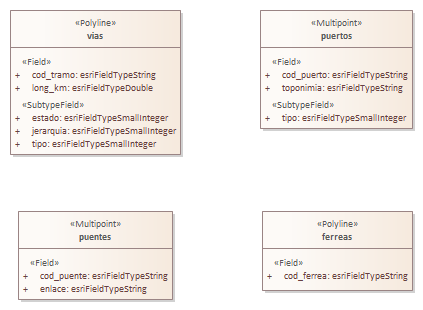 «Polyline»
vias
«Field»
+ cod_tramo: esriFieldTypeString
+ long_km: esriFieldTypeDouble
«SubtypeField»
+ estado: esriFieldTypeSmallInteger
+ jerarquia: esriFieldTypeSmallInteger
+ tipo: esriFieldTypeSmallInteger
«Multipoint»
puertos
«Field»
+ cod_puerto: esriFieldTypeString
+ toponimia: esriFieldTypeString
«SubtypeField»
+ tipo: esriFieldTypeSmallInteger
«Multipoint»
puentes
«Field»
+ cod_puente: esriFieldTypeString
+ enlace: esriFieldTypeString
«Polyline»
ferreas
«Field»
+ cod_ferrea: esriFieldTypeString